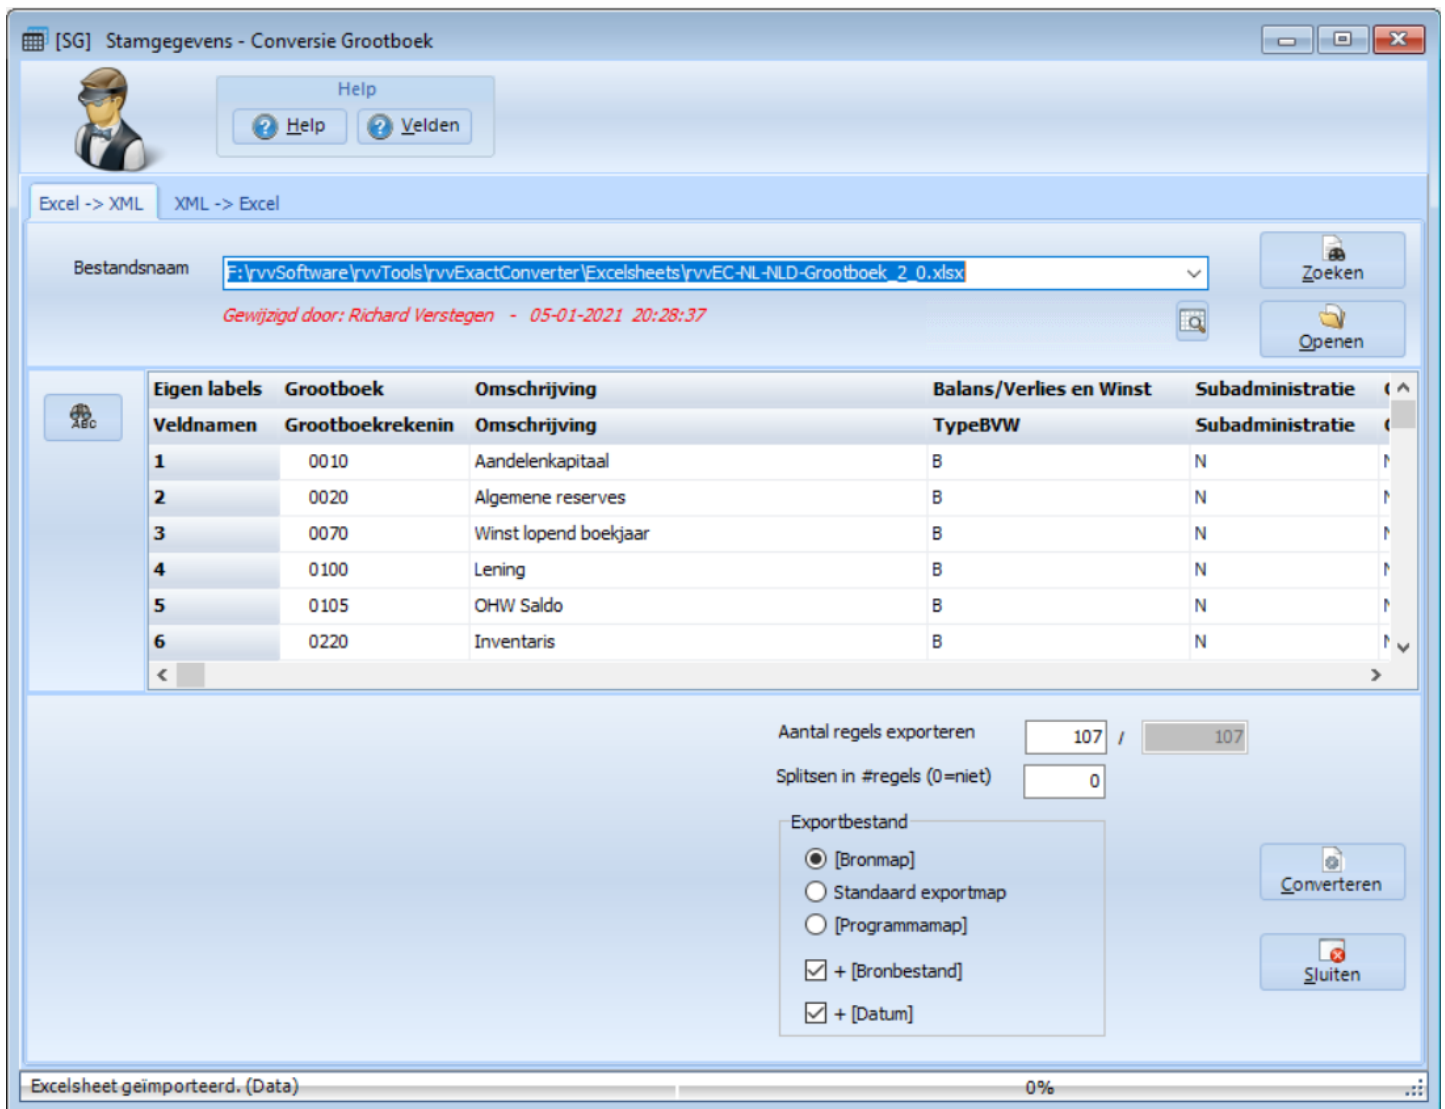 [SG] Stamgegevens - Conversie Grootboek
Help
Help Velden
Excel -> XML XML -> Excel
Bestandsnaam F:\rvvSoftware\rvvTools\rvvExactConverter\Excelsheets\rvvEC-NL-NLD-Grootboek_2_0.xlsx Zoeken
Gewijzigd door: Richard Verstegen - 05-01-2021 20:28:37
Openen
Eigen labels Grootboek Omschrijving Balans/Verlies en Winst Subadministratie
ABC
Veldnamen Grootboekrekenin Omschrijving TypeBVW Subadministratie
1 0010 Aandelenkapitaal B N
2 0020 Algemene reserves B N
3 0070 Winst lopend boekjaar B N
4 0100 Lening B N
5 0105 OHW Saldo B N
6 0220 Inventaris B N
Aantal regels exporteren 107 / 107
Splitsen in #regels (0=niet) 0
Exportbestand
[Bronmap]
Standaard exportmap
[Programmamap]
+ [Bronbestand]
+ [Datum]
Converteren
Sluiten
Excelsheet geïmporteerd. (Data) 0%